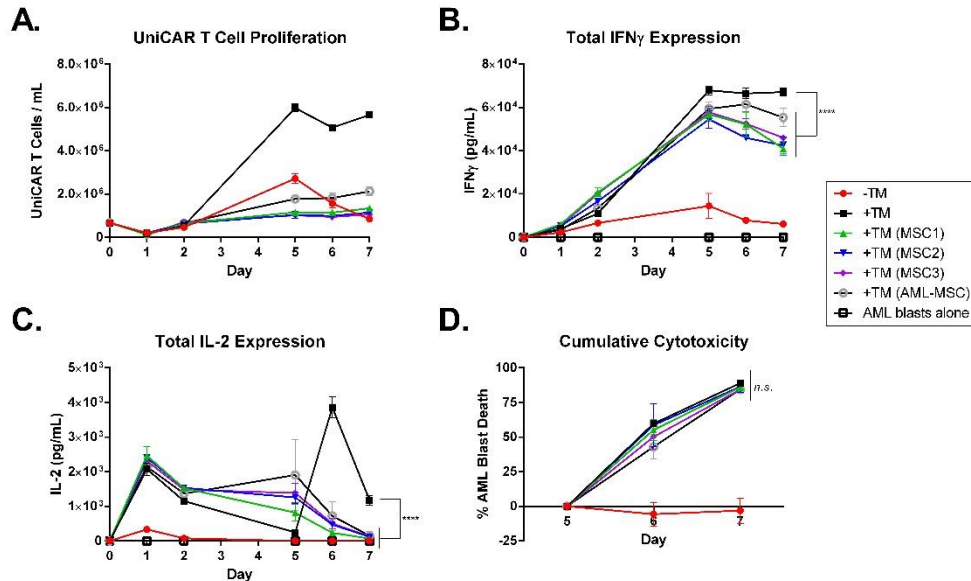 A.
UniCAR T Cell Proliferation
UniCAR T Cells / mL
8.0×10⁶
6.0×10⁶
4.0×10⁶
2.0×10⁶
0
0 1 2 3 4 5 6 7
Day
B.
Total IFNγ Expression
IFNγ (pg/mL)
8×10⁴
6×10⁴
4×10⁴
2×10⁴
0
0 1 2 3 4 5 6 7
Day
****
-TM
+TM
+TM (MSC1)
+TM (MSC2)
+TM (MSC3)
+TM (AML-MSC)
AML blasts alone
C.
Total IL-2 Expression
IL-2 (pg/mL)
5×10³
4×10³
3×10³
2×10³
1×10³
0
0 1 2 3 4 5 6 7
Day
****
D.
Cumulative Cytotoxicity
% AML Blast Death
100
75
50
25
0
-25
5 6 7
Day
n.s.